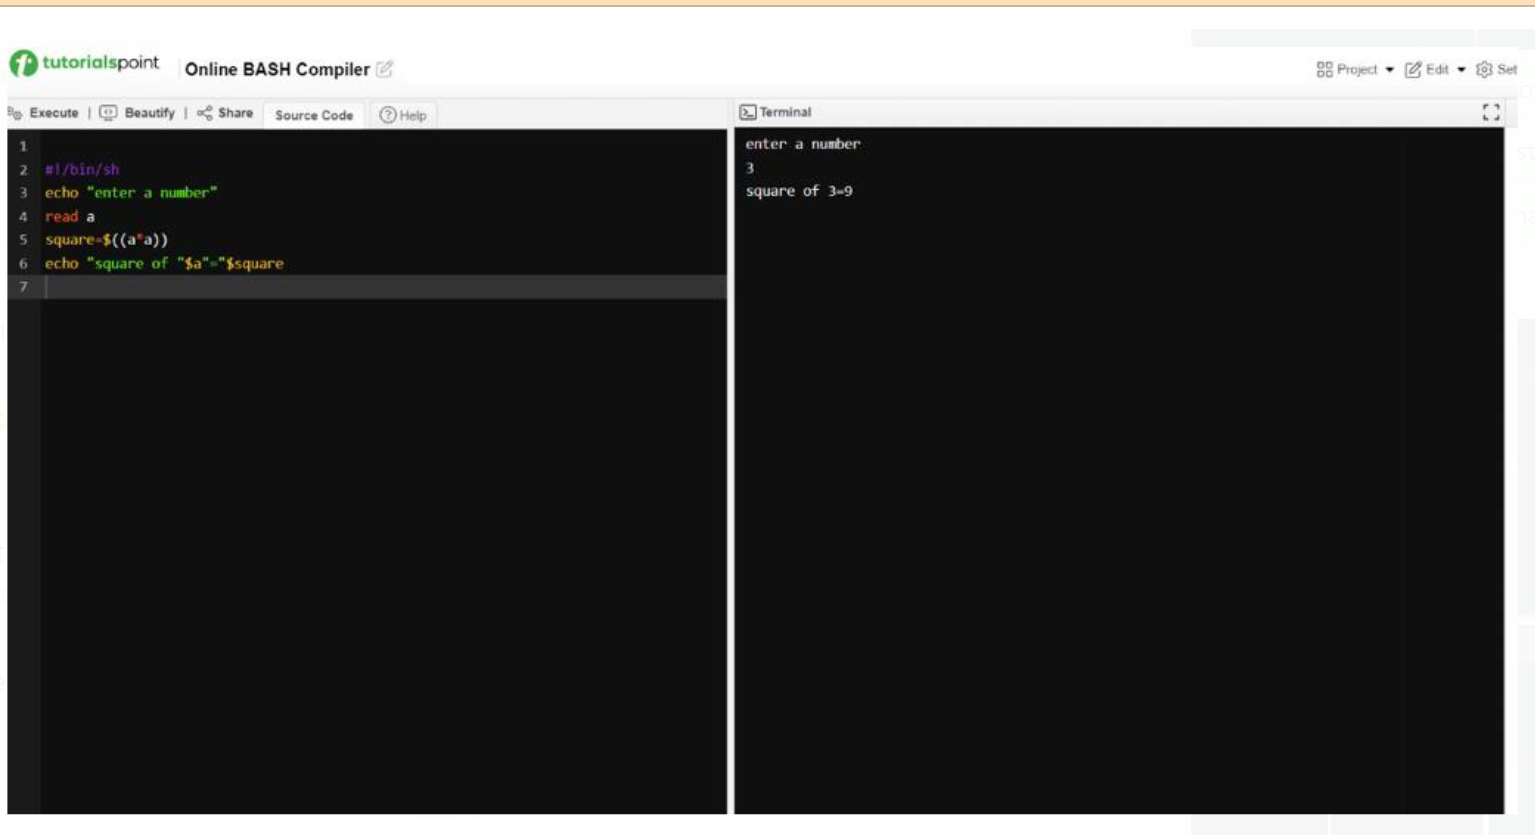 tutorialspoint
Online BASH Compiler
Project
Edit
Set
Execute | Beautify | Share
Source Code
Help
Terminal
1
2 #!/bin/sh
3 echo "enter a number"
4 read a
5 square=$((a*a))
6 echo "square of "$a"="$square
7
enter a number
3
square of 3=9